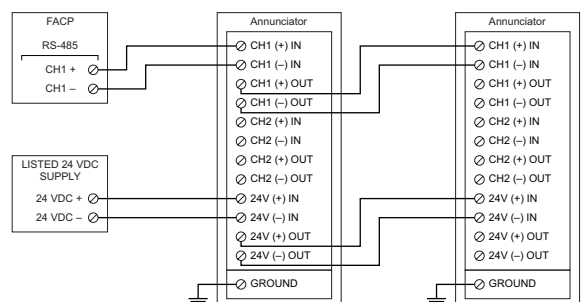 FACP
RS-485
CH1 +
CH1 –
LISTED 24 VDC
SUPPLY
24 VDC +
24 VDC –
Annunciator
CH1 (+) IN
CH1 (–) IN
CH1 (+) OUT
CH1 (–) OUT
CH2 (+) IN
CH2 (–) IN
CH2 (+) OUT
CH2 (–) OUT
24V (+) IN
24V (–) IN
24V (+) OUT
24V (–) OUT
GROUND
Annunciator
CH1 (+) IN
CH1 (–) IN
CH1 (+) OUT
CH1 (–) OUT
CH2 (+) IN
CH2 (–) IN
CH2 (+) OUT
CH2 (–) OUT
24V (+) IN
24V (–) IN
24V (+) OUT
24V (–) OUT
GROUND